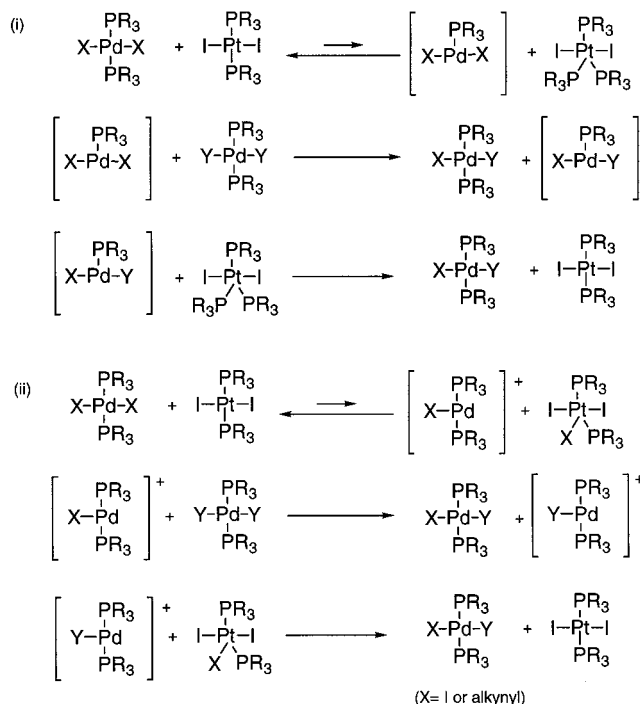 (i)
PR3 PR3 PR3 PR3
X-Pd-X + I-Pt-I X-Pd-X + I-Pt-I
PR3 PR3 R3P PR3
PR3 PR3 PR3 PR3
X-Pd-X + Y-Pd-Y X-Pd-Y + X-Pd-Y
PR3 PR3
PR3 PR3 PR3 PR3
X-Pd-Y + I-Pt-I X-Pd-Y + I-Pt-I
R3P PR3 PR3 PR3
(ii)
PR3 PR3 PR3 + PR3
X-Pd-X + I-Pt-I X-Pd + I-Pt-I
PR3 PR3 PR3 X PR3
PR3 + PR3 PR3 PR3 +
X-Pd + Y-Pd-Y X-Pd-Y + Y-Pd
PR3 PR3 PR3 PR3
PR3 + PR3 PR3 PR3
Y-Pd + I-Pt-I X-Pd-Y + I-Pt-I
PR3 X PR3 PR3 PR3
(X= I or alkynyl)